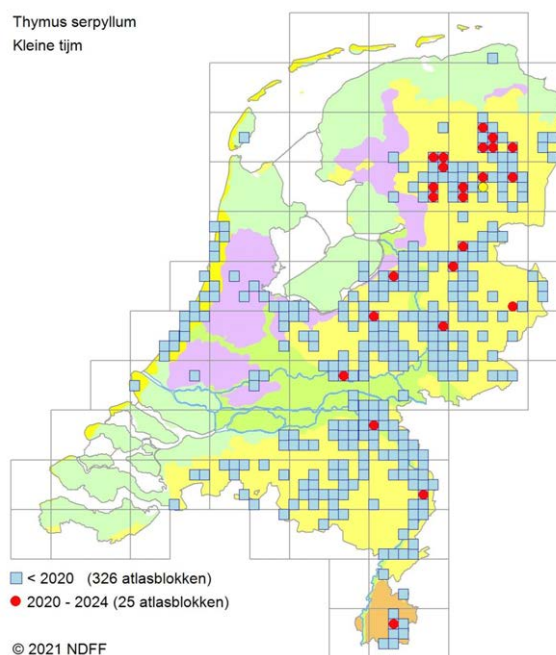 Thymus serpyllum
Kleine tijm
< 2020 (326 atlasblokken)
2020 - 2024 (25 atlasblokken)
© 2021 NDFF